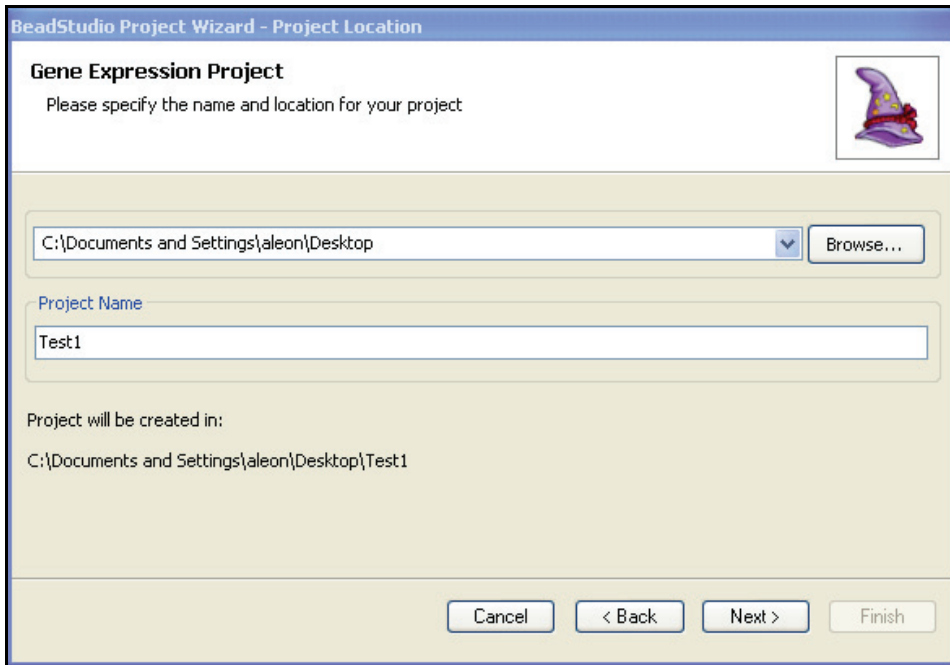 BeadStudio Project Wizard - Project Location
Gene Expression Project
Please specify the name and location for your project
C:\Documents and Settings\aleon\Desktop
Browse...
Project Name
Test1
Project will be created in:
C:\Documents and Settings\aleon\Desktop\Test1
Cancel
< Back
Next >
Finish